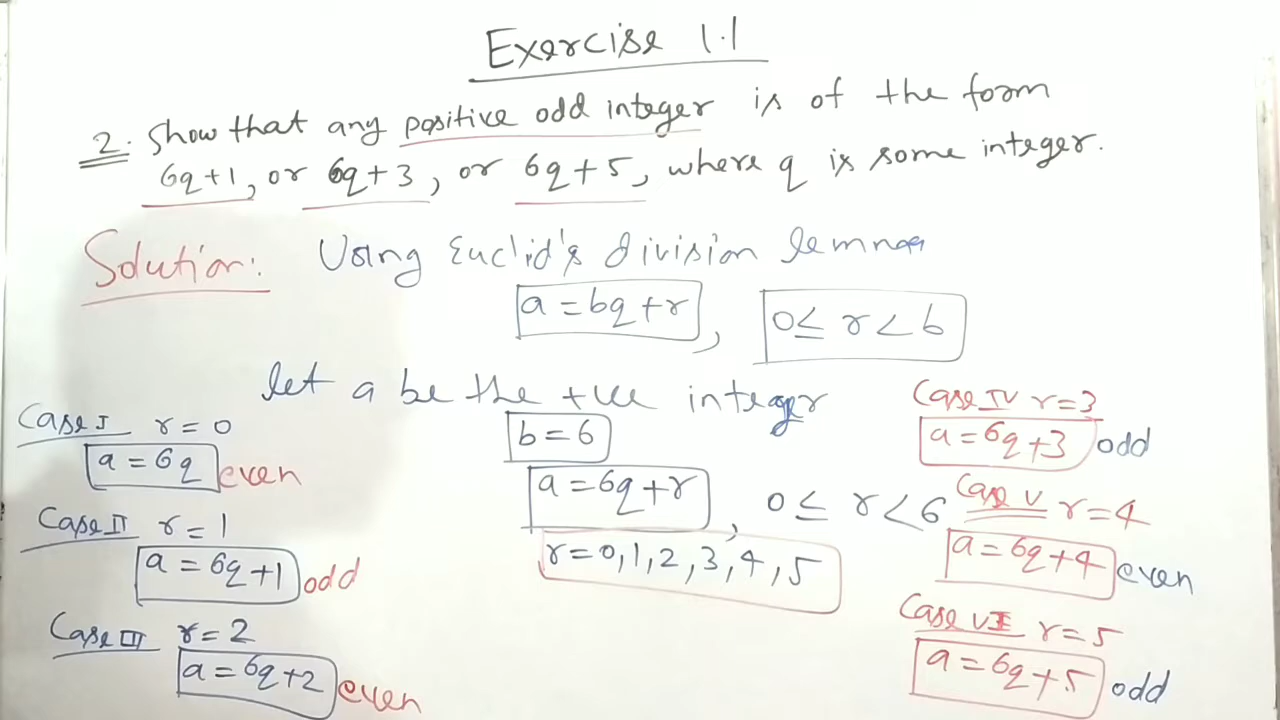 Exercise 1.1
2. Show that any positive odd integer is of the form
6q+1, or 6q+3, or 6q+5, where q is some integer.
Solution: Using Euclid's division lemma
a = bq + r, 0 ≤ r < b
let a be the +ve integer
b = 6
a = 6q + r, 0 ≤ r < 6
r = 0, 1, 2, 3, 4, 5
Case I r = 0
a = 6q even
Case II r = 1
a = 6q+1 odd
Case III r = 2
a = 6q+2 even
Case IV r = 3
a = 6q+3 odd
Case V r = 4
a = 6q+4 even
Case VI r = 5
a = 6q+5 odd